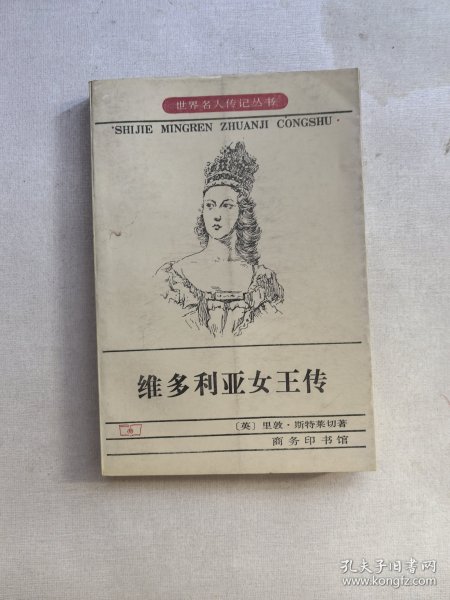 世界名人传记丛书
·SHIJIE MINGREN ZHUANJI CONGSHU·
维多利亚女王传
〔英〕里敦·斯特莱切著
商务印书馆
孔夫子旧书网
www.kongfz.com